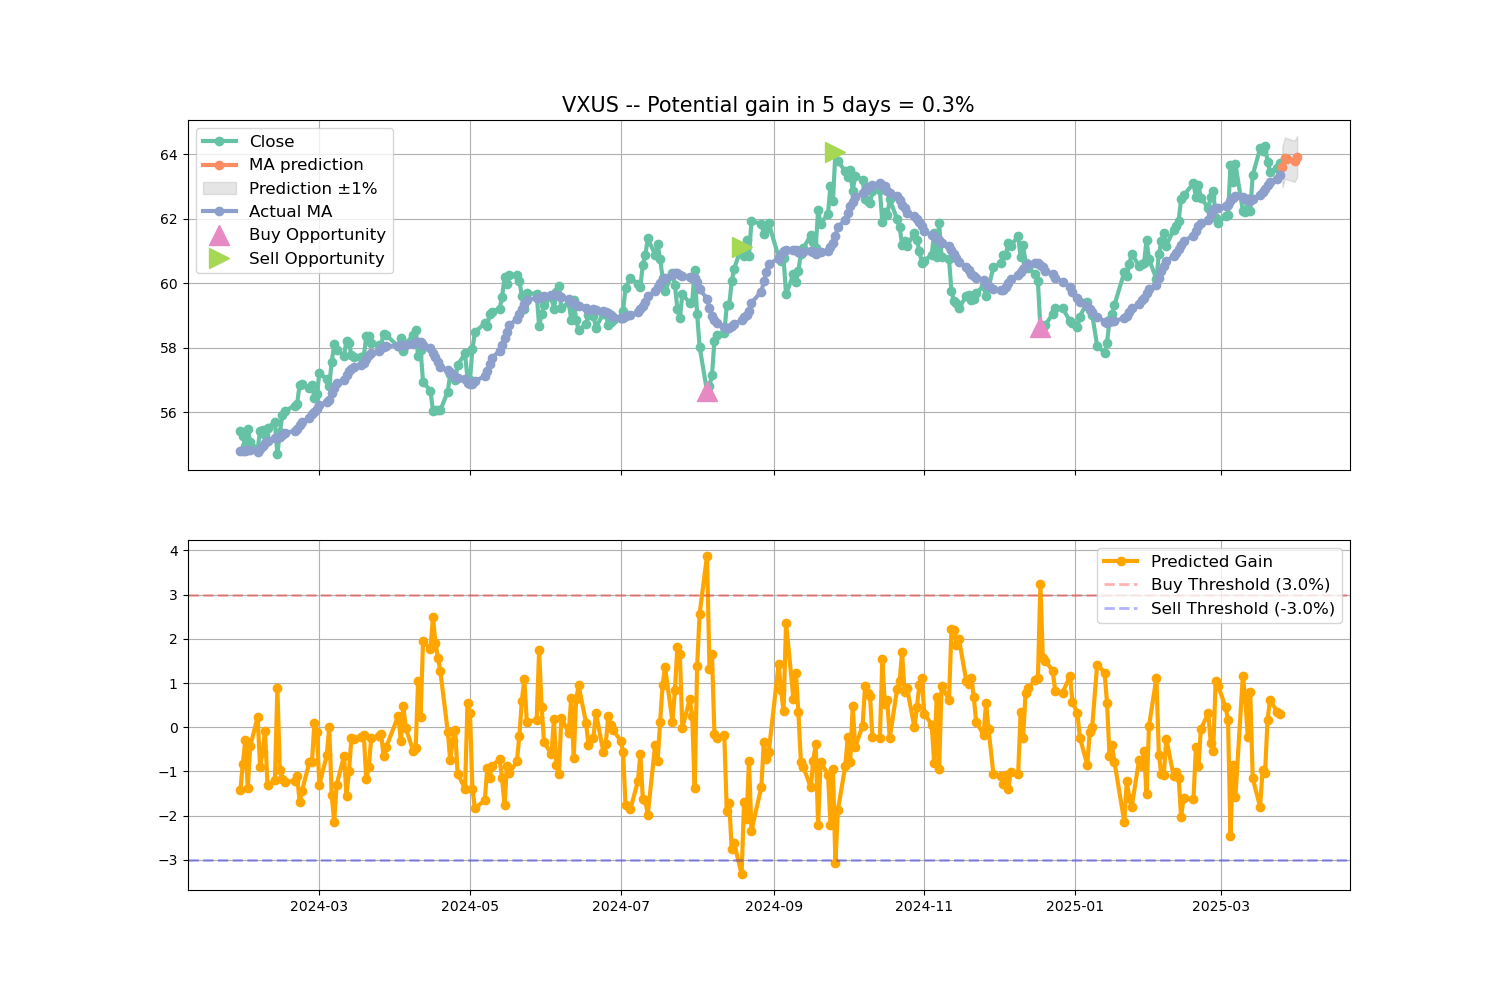 VXUS -- Potential gain in 5 days = 0.3%
Close
MA prediction
Prediction ±1%
Actual MA
Buy Opportunity
Sell Opportunity
64
62
60
58
56
Predicted Gain
Buy Threshold (3.0%)
Sell Threshold (-3.0%)
4
3
2
1
0
−1
−2
−3
2024-03 2024-05 2024-07 2024-09 2024-11 2025-01 2025-03